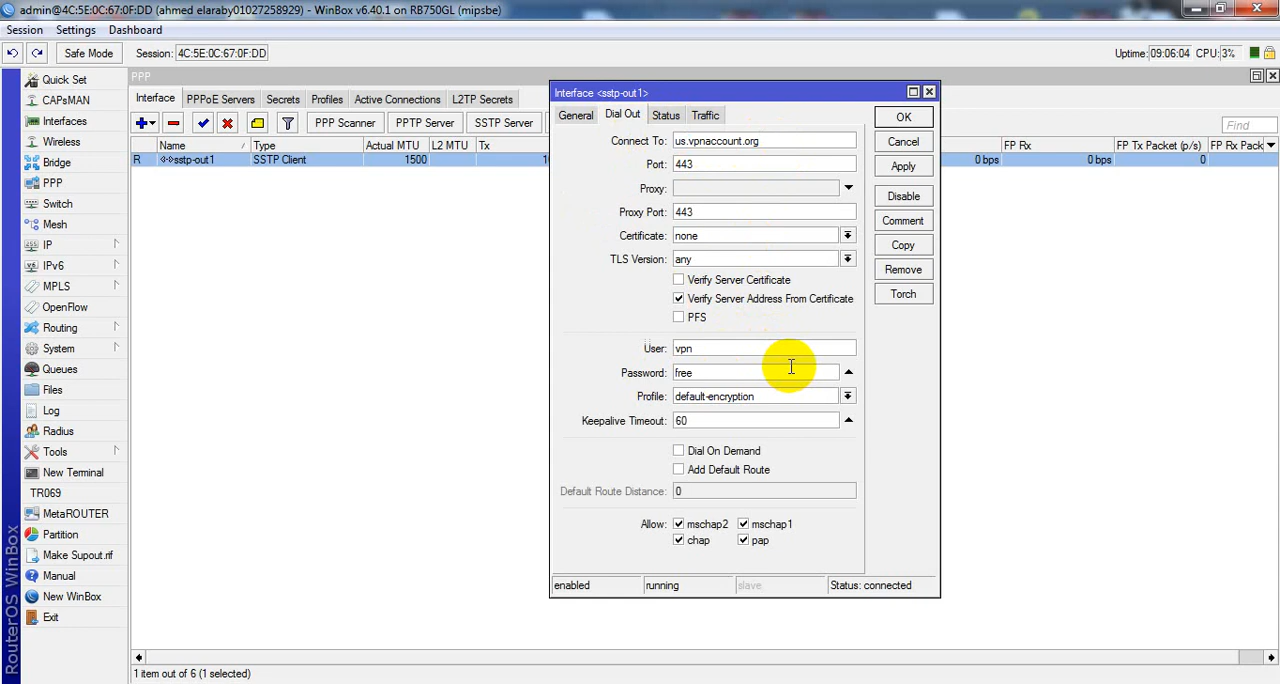 admin@4C:5E:0C:67:0F:DD (ahmed elaraby01027258929) - WinBox v6.40.1 on RB750GL (mipsbe)
Session Settings Dashboard
Safe Mode Session: 4C:5E:0C:67:0F:DD Uptime: 09:06:04 CPU: 3%
RouterOS WinBox
Quick Set
CAPsMAN
Interfaces
Wireless
Bridge
PPP
Switch
Mesh
IP
IPv6
MPLS
OpenFlow
Routing
System
Queues
Files
Log
Radius
Tools
New Terminal
TR069
MetaROUTER
Partition
Make Supout.rif
Manual
New WinBox
Exit
PPP
Interface PPPoE Servers Secrets Profiles Active Connections L2TP Secrets
PPP Scanner PPTP Server SSTP Server Find
Name Type Actual MTU L2 MTU Tx FP Rx FP Tx Packet (p/s) FP Rx Pack
R sstp-out1 SSTP Client 1500 0 bps 0
Interface <sstp-out1>
General Dial Out Status Traffic
Connect To: us.vpnaccount.org
Port: 443
Proxy:
Proxy Port: 443
Certificate: none
TLS Version: any
Verify Server Certificate
Verify Server Address From Certificate
PFS
User: vpn
Password: free
Profile: default-encryption
Keepalive Timeout: 60
Dial On Demand
Add Default Route
Default Route Distance: 0
Allow: mschap2 mschap1
chap pap
enabled running slave Status: connected
OK
Cancel
Apply
Disable
Comment
Copy
Remove
Torch
1 item out of 6 (1 selected)